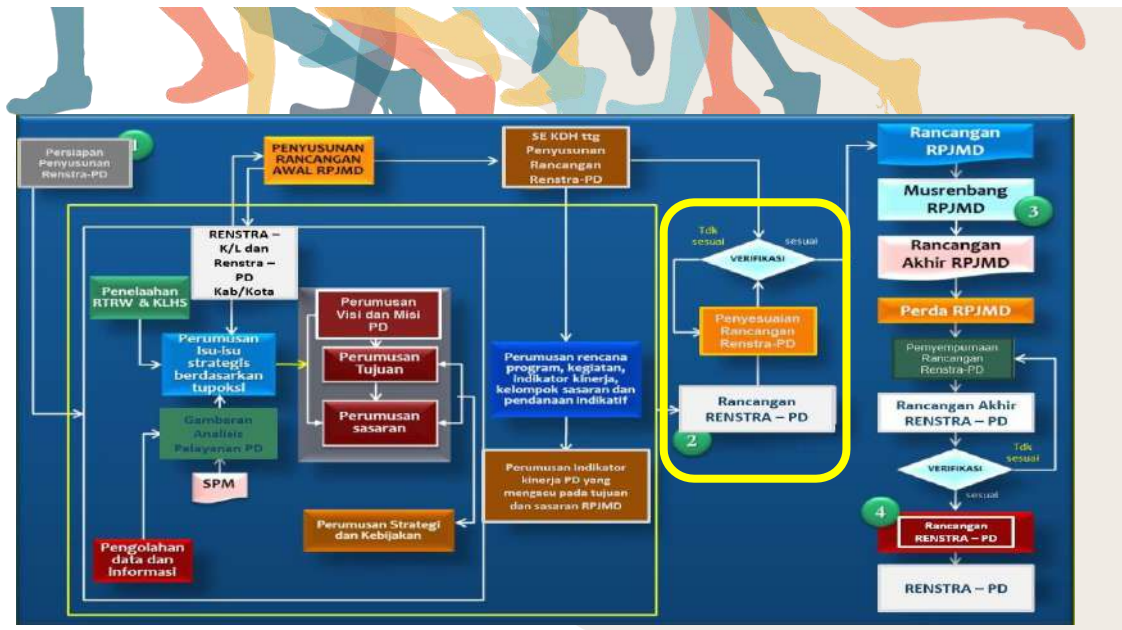 Persiapan
Penyusunan
Renstra-PD
1
PENYUSUNAN
RANCANGAN
AWAL RPJMD
SE KDH ttg
Penyusunan
Rancangan
Renstra-PD
RENSTRA –
K/L dan
Renstra –
PD
Kab/Kota
Penelaahan
RTRW & KLHS
Perumusan
Isu-isu
strategis
berdasarkan
tupoksi
Gambaran
Analisis
Pelayanan PD
SPM
Pengolahan
data dan
informasi
Perumusan
Visi dan Misi
PD
Perumusan
Tujuan
Perumusan
sasaran
Perumusan Strategi
dan Kebijakan
Perumusan rencana
program, kegiatan,
indikator kinerja,
kelompok sasaran dan
pendanaan indikatif
Perumusan indikator
kinerja PD yang
mengacu pada tujuan
dan sasaran RPJMD
Tdk
sesuai
sesuai
VERIFIKASI
Penyesuaian
Rancangan
Renstra-PD
Rancangan
RENSTRA – PD
2
Rancangan
RPJMD
Musrenbang
RPJMD
3
Rancangan
Akhir RPJMD
Perda RPJMD
Penyempurnaan
Rancangan
Renstra-PD
Rancangan Akhir
RENSTRA – PD
Tdk
sesuai
VERIFIKASI
sesuai
4
Rancangan
RENSTRA – PD
RENSTRA – PD